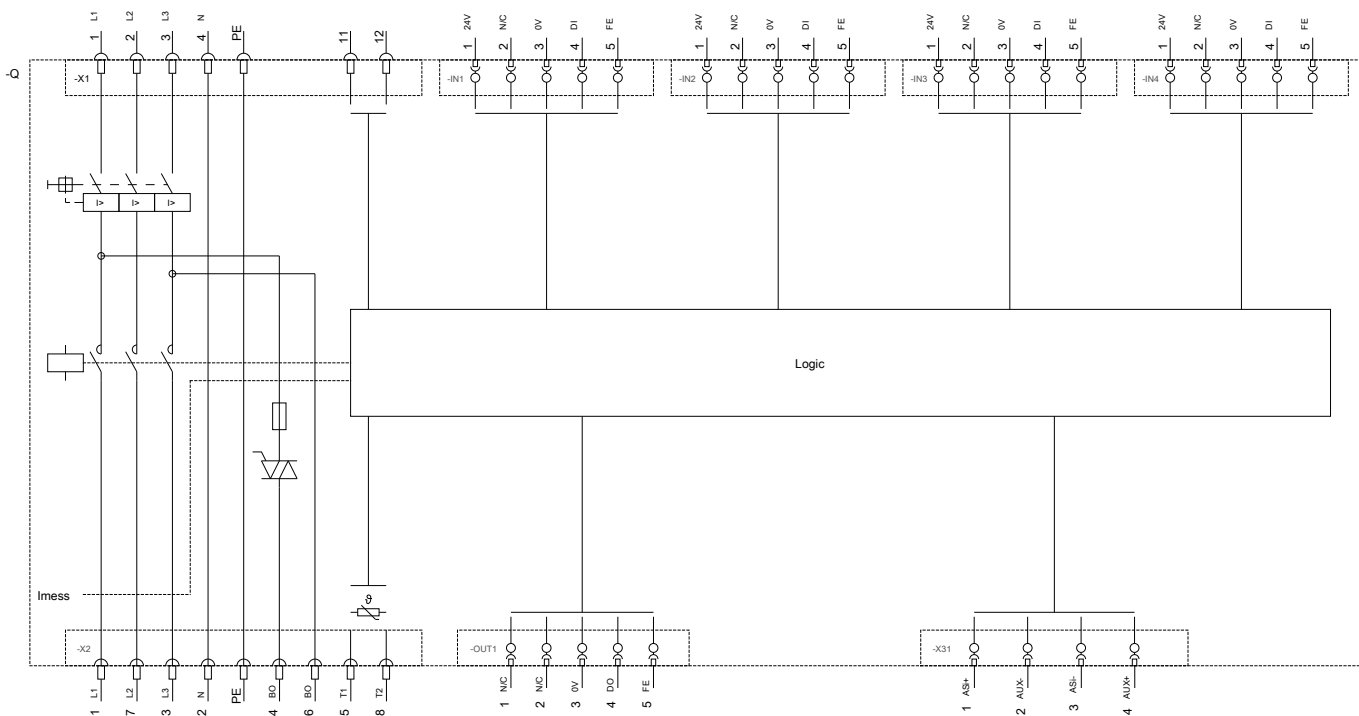 1 L1
2 L2
3 L3
4 N
PE
11
12
1 24V
2 N/C
3 0V
4 DI
5 FE
1 24V
2 N/C
3 0V
4 DI
5 FE
1 24V
2 N/C
3 0V
4 DI
5 FE
1 24V
2 N/C
3 0V
4 DI
5 FE
-Q
-X1
-IN1
-IN2
-IN3
-IN4
I>
I>
I>
Logic
Imess
ϑ
-X2
-OUT1
-X31
1 L1
7 L2
3 L3
2 N
PE
4 BO
6 BO
5 T1
8 T2
1 N/C
2 N/C
3 0V
4 DO
5 FE
1 ASI+
2 AUX-
3 ASI-
4 AUX+